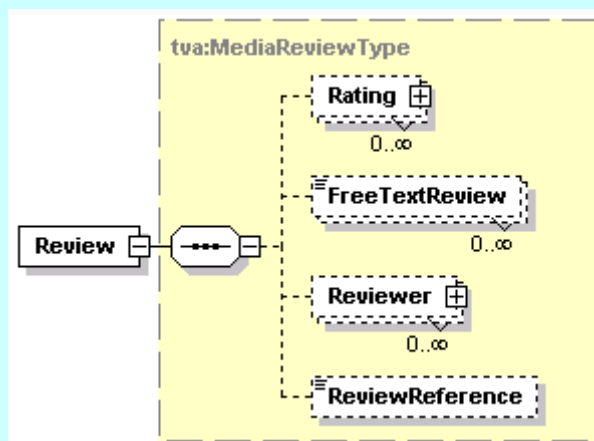 tva:MediaReviewType
Rating
0..∞
FreeTextReview
0..∞
Review
Reviewer
0..∞
ReviewReference